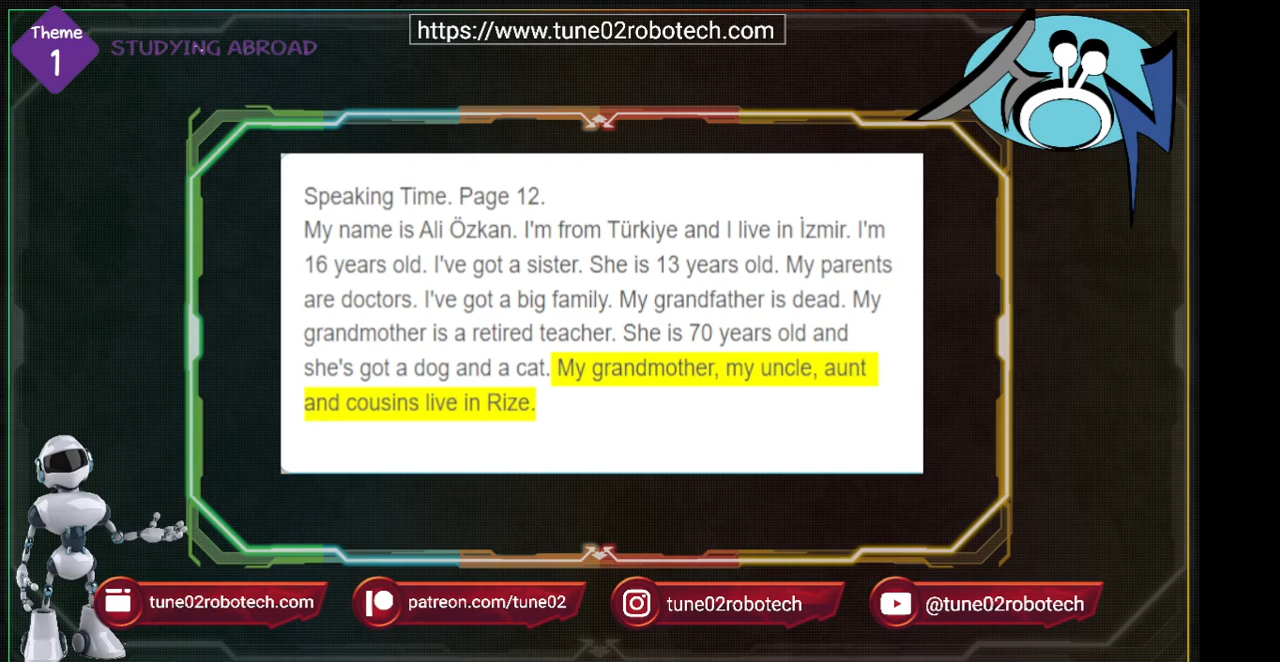 Theme
1
STUDYING ABROAD
https://www.tune02robotech.com
Speaking Time. Page 12.
My name is Ali Özkan. I'm from Türkiye and I live in İzmir. I'm
16 years old. I've got a sister. She is 13 years old. My parents
are doctors. I've got a big family. My grandfather is dead. My
grandmother is a retired teacher. She is 70 years old and
she's got a dog and a cat. My grandmother, my uncle, aunt
and cousins live in Rize.
tune02robotech.com
patreon.com/tune02
tune02robotech
@tune02robotech